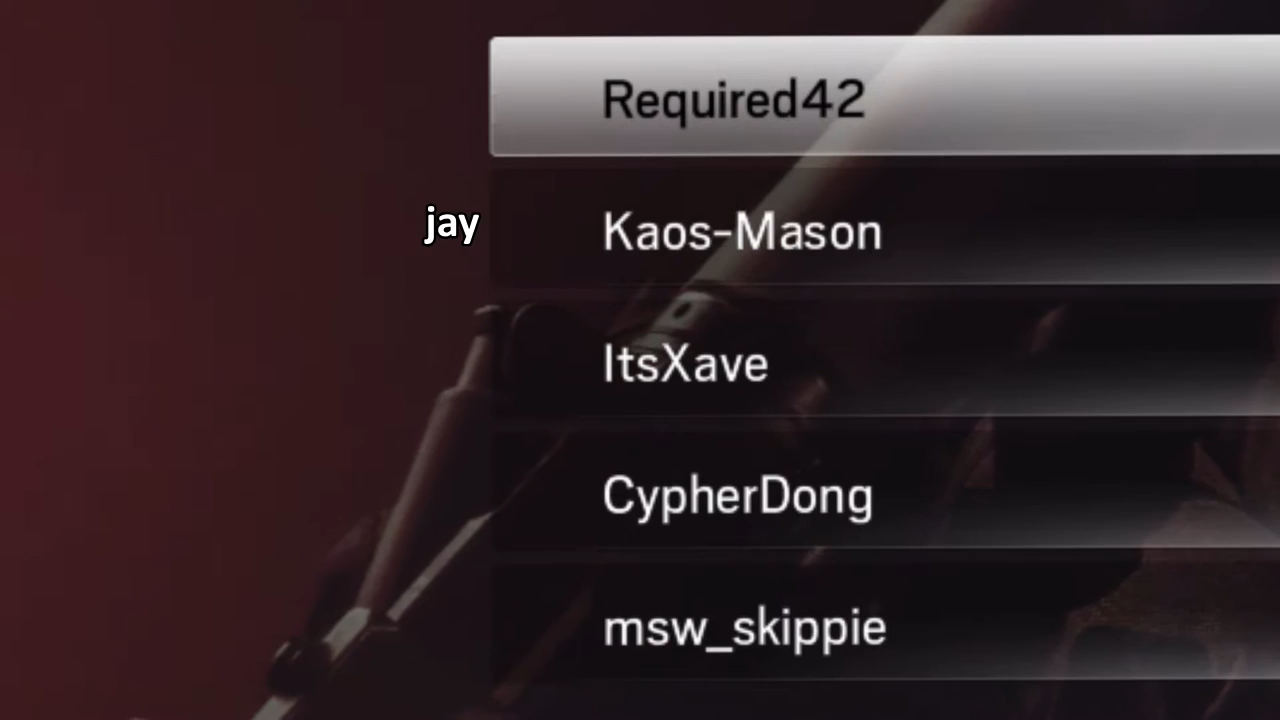 Required42
jay
Kaos-Mason
ItsXave
CypherDong
msw_skippie